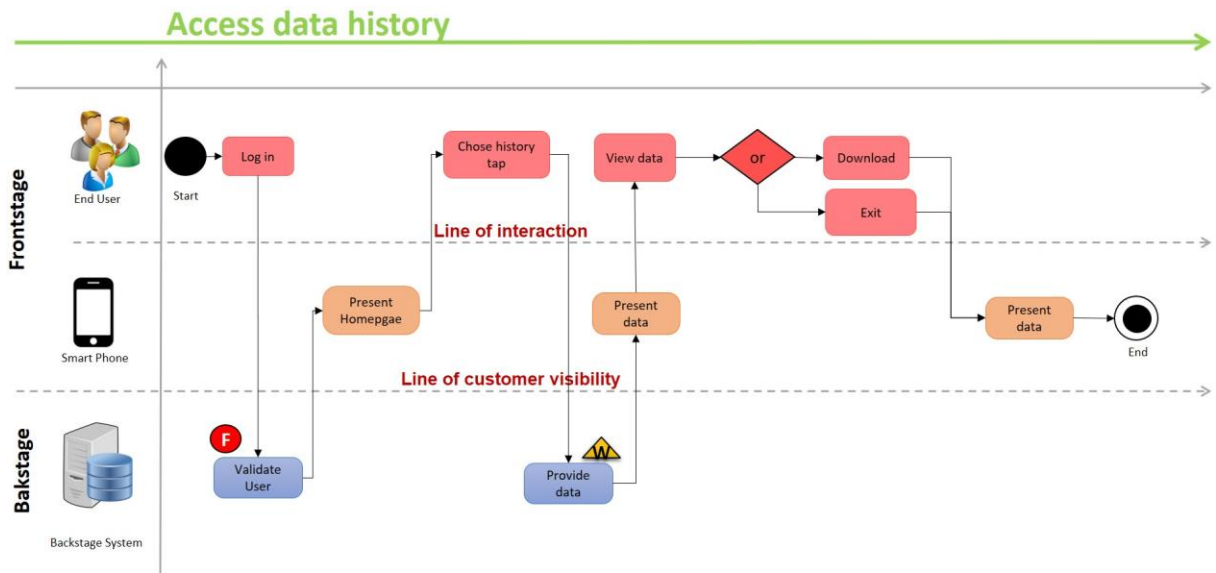 Access data history
Frontstage
End User
Start
Log in
Chose history
tap
View data
or
Download
Exit
Line of interaction
Smart Phone
Present
Homepgae
Present
data
Present
data
End
Line of customer visibility
Bakstage
Backstage System
F
Validate
User
W
Provide
data